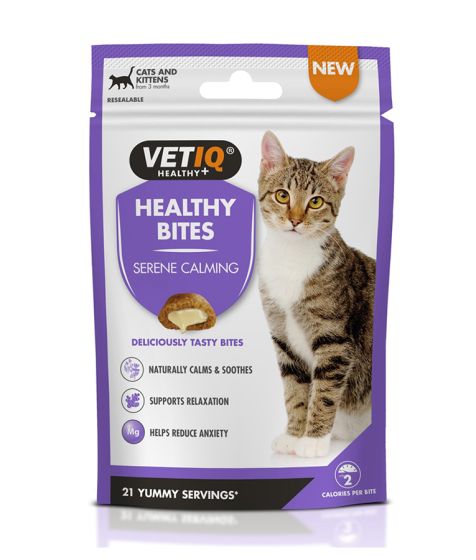 CATS AND
KITTENS
from 3 months
RESEALABLE
NEW
VETIQ®
HEALTHY+
HEALTHY
BITES
SERENE CALMING
DELICIOUSLY TASTY BITES
NATURALLY CALMS & SOOTHES
SUPPORTS RELAXATION
Mg
HELPS REDUCE ANXIETY
21 YUMMY SERVINGS*
2
CALORIES PER BITE